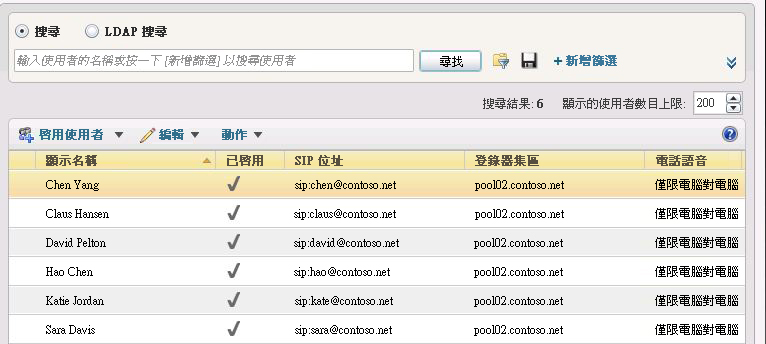 搜尋 LDAP 搜尋
輸入使用者的名稱或按一下 [新增篩選] 以搜尋使用者 尋找 +新增篩選
搜尋結果: 6 顯示的使用者數目上限: 200
啓用使用者 編輯 動作
顯示名稱 已啓用 SIP 位址 登錄器集區 電話語音
Chen Yang sip:chen@contoso.net pool02.contoso.net 僅限電腦對電腦
Claus Hansen sip:claus@contoso.net pool02.contoso.net 僅限電腦對電腦
David Pelton sip:david@contoso.net pool02.contoso.net 僅限電腦對電腦
Hao Chen sip:hao@contoso.net pool02.contoso.net 僅限電腦對電腦
Katie Jordan sip:kate@contoso.net pool02.contoso.net 僅限電腦對電腦
Sara Davis sip:sara@contoso.net pool02.contoso.net 僅限電腦對電腦